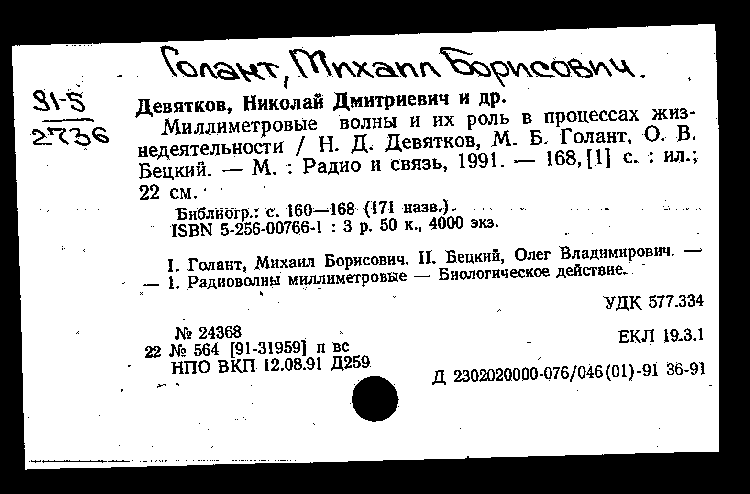 Голант, Михаил Борисович.
91-5
2736
Девятков, Николай Дмитриевич и др.
Миллиметровые волны и их роль в процессах жиз-
недеятельности / Н. Д. Девятков, М. Б. Голант, О. В.
Бецкий. — М. : Радио и связь, 1991. — 168,[1] с. : ил.;
22 см.
Библиогр.: с. 160—168 (171 назв.).
ISBN 5-256-00766-1 : 3 р. 50 к., 4000 экз.
I. Голант, Михаил Борисович. II. Бецкий, Олег Владимирович. —
— 1. Радиоволны миллиметровые — Биологическое действие.
УДК 577.334
№ 24368
ЕКЛ 19.3.1
22 № 564 [91-31959] п вс
НПО ВКП 12.08.91 Д259
Д 2302020000-076/046(01)-91 36-91